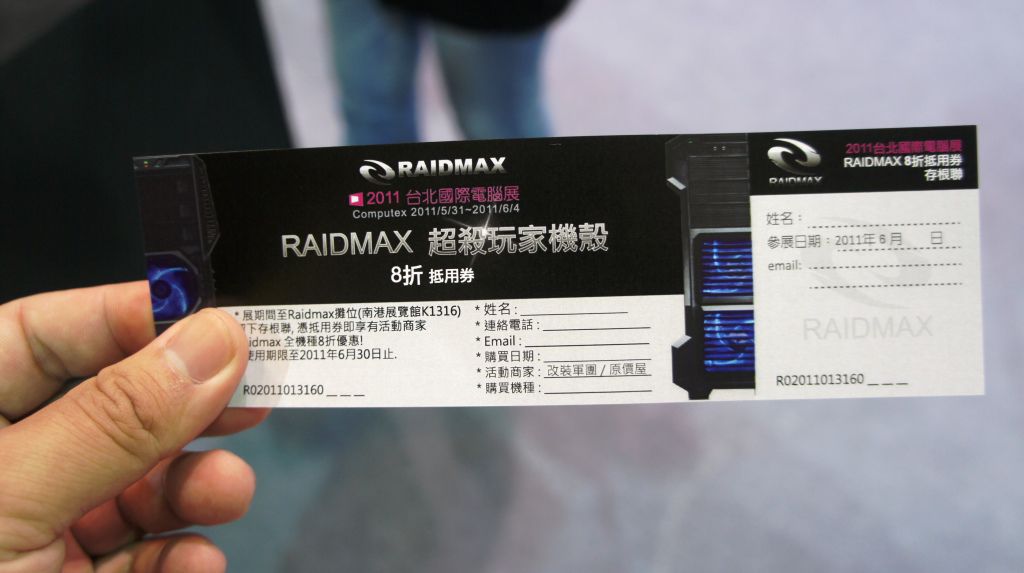 RAIDMAX
2011 台北國際電腦展
Computex 2011/5/31~2011/6/4
RAIDMAX 超殺玩家機殼
8折 抵用券
* 展期間至Raidmax攤位(南港展覽館K1316)
下存根聯, 憑抵用券即享有活動商家
idmax 全機種8折優惠!
使用期限至2011年6月30日止.
R02011013160 _ _ _
* 姓名 :
* 連絡電話 :
* Email :
* 購買日期 :
* 活動商家 : 改裝軍團 / 原價屋
* 購買機種 :
RAIDMAX
2011台北國際電腦展
RAIDMAX 8折抵用券
存根聯
姓名 :
參展日期 : 2011年 6 月 日
email:
RAIDMAX
R02011013160 _ _ _